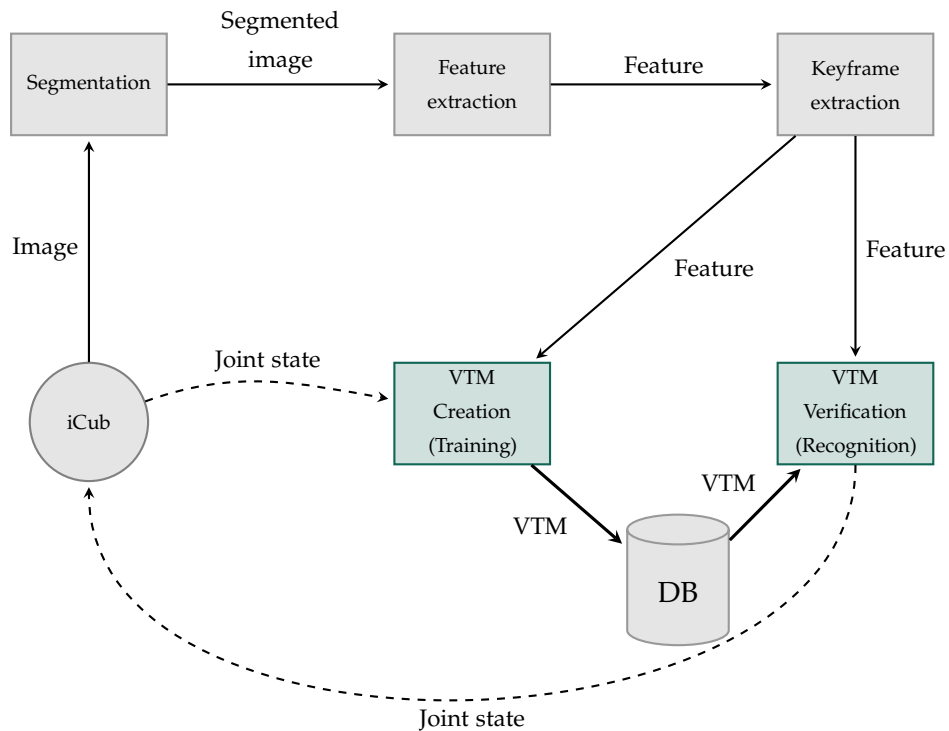 Segmented
image
Segmentation
Feature
extraction
Feature
Keyframe
extraction
Image
Feature
Feature
Joint state
iCub
VTM
Creation
(Training)
VTM
Verification
(Recognition)
VTM
VTM
DB
Joint state